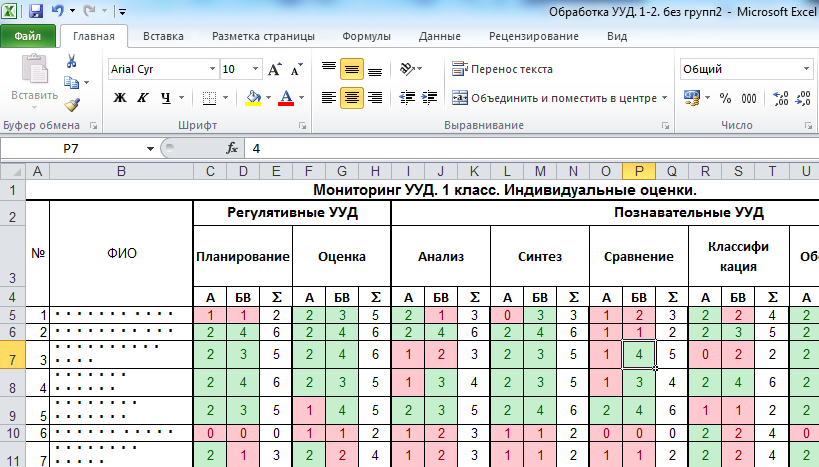 Обработка УУД. 1-2. без групп2 - Microsoft Excel
Файл Главная Вставка Разметка страницы Формулы Данные Рецензирование Вид
Вставить Arial Cyr 10 А А Перенос текста Общий
Ж К Ч А Объединить и поместить в центре % 000
Буфер обмена Шрифт Выравнивание Число
P7 fx 4
A B C D E F G H I J K L M N O P Q R S T U
1 Мониторинг УУД. 1 класс. Индивидуальные оценки.
2 Регулятивные УУД Познавательные УУД
3 № ФИО Планирование Оценка Анализ Синтез Сравнение Классифи
кация Об
4 А БВ Σ А БВ Σ А БВ Σ А БВ Σ А БВ Σ А БВ Σ А
5 1 1 1 2 2 3 5 2 1 3 0 3 3 1 2 3 2 2 4 2
6 2 2 4 6 2 4 6 2 4 6 2 4 6 1 1 2 2 3 5 2
7 3 2 3 5 2 4 6 1 2 3 2 3 5 1 4 5 0 2 2 2
8 4 2 4 6 2 3 5 1 3 4 2 3 5 1 3 4 2 4 6 2
9 5 2 3 5 1 4 5 2 3 5 2 3 5 2 4 6 1 1 2 2
10 6 0 0 0 1 1 2 1 2 3 1 1 2 0 0 0 2 2 4 0
11 7 2 1 3 2 2 4 1 2 3 1 1 2 1 1 2 2 2 4 2